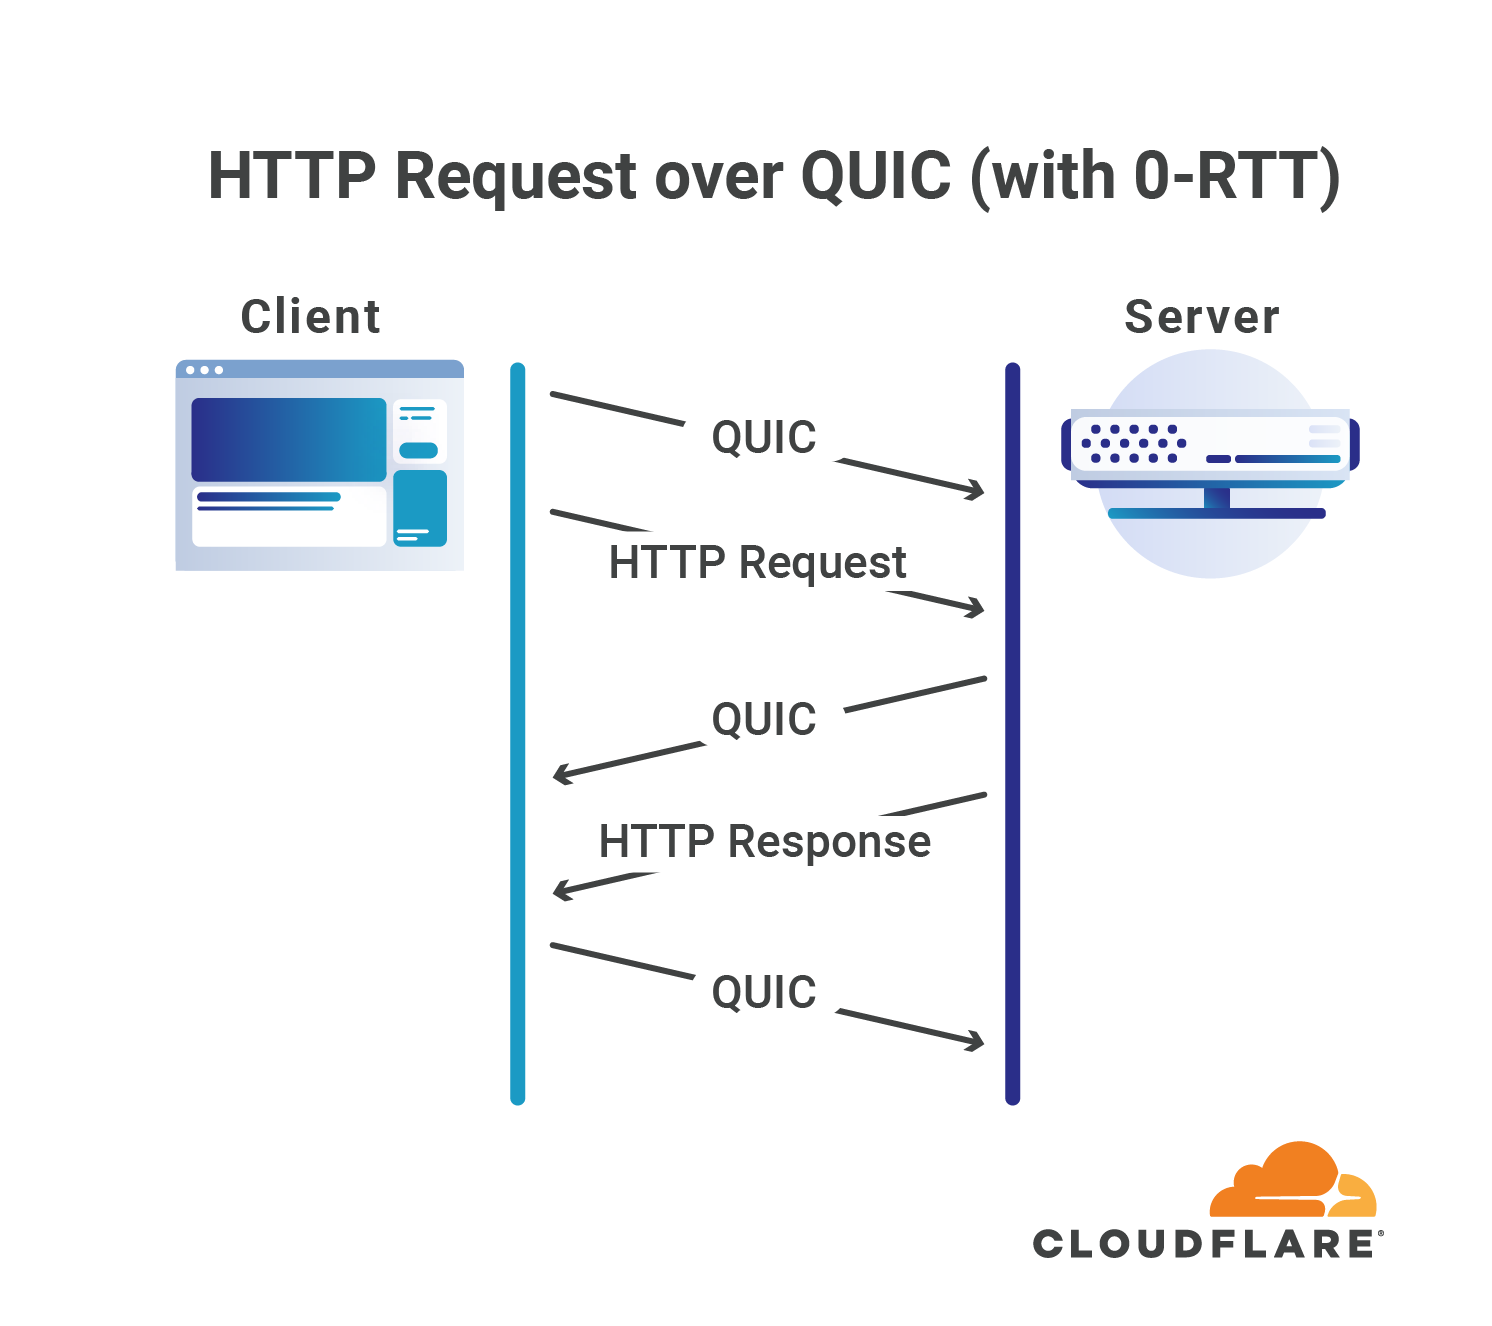 HTTP Request over QUIC (with 0-RTT)
Client
Server
QUIC
HTTP Request
QUIC
HTTP Response
QUIC
CLOUDFLARE®